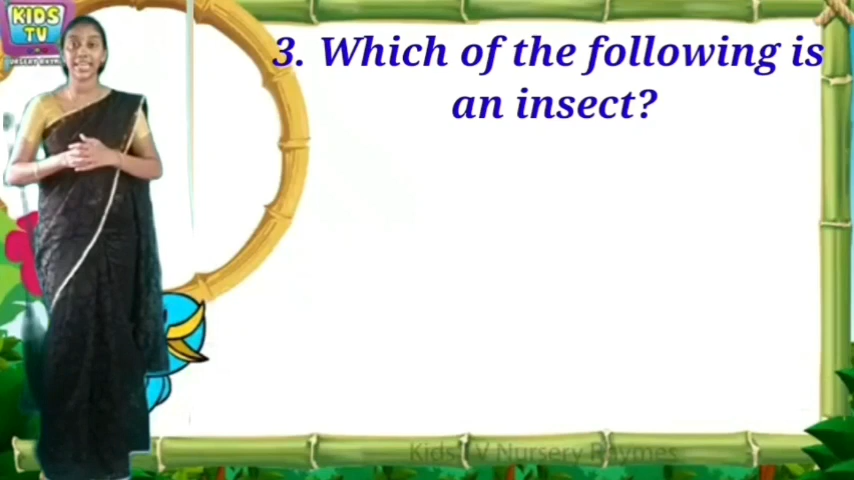 KIDS
TV
3. Which of the following is
an insect?
Kids TV Nursery Rhymes